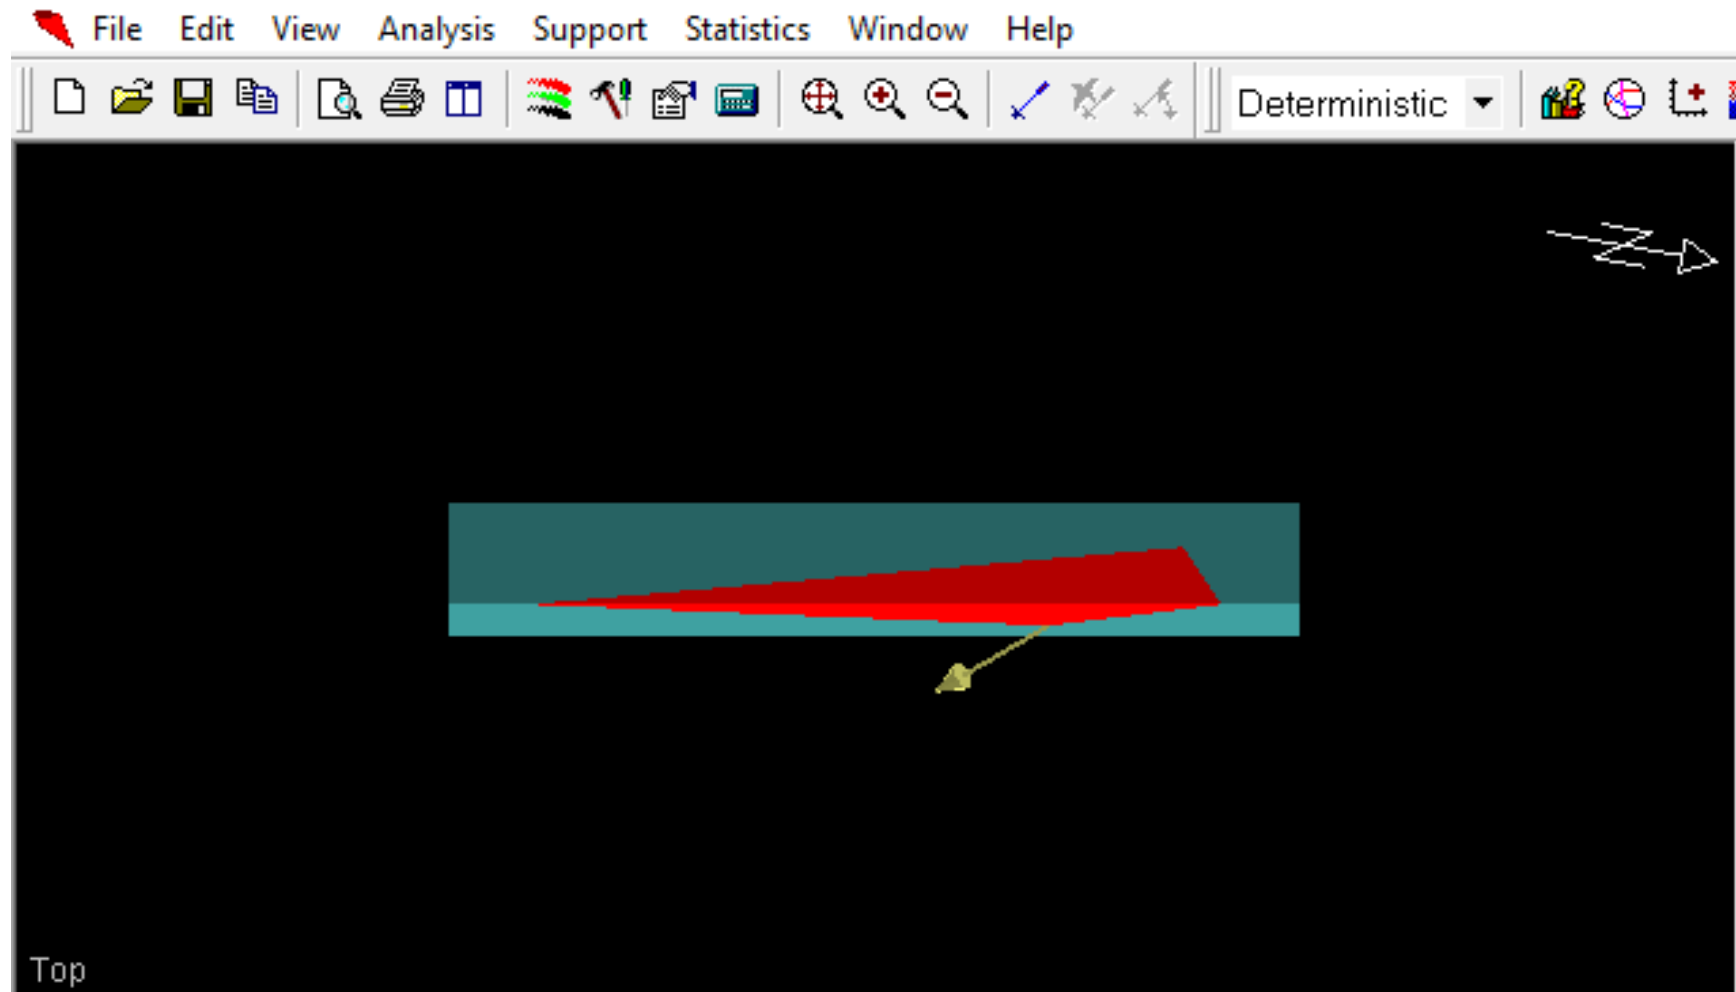 File Edit View Analysis Support Statistics Window Help
Deterministic
Top